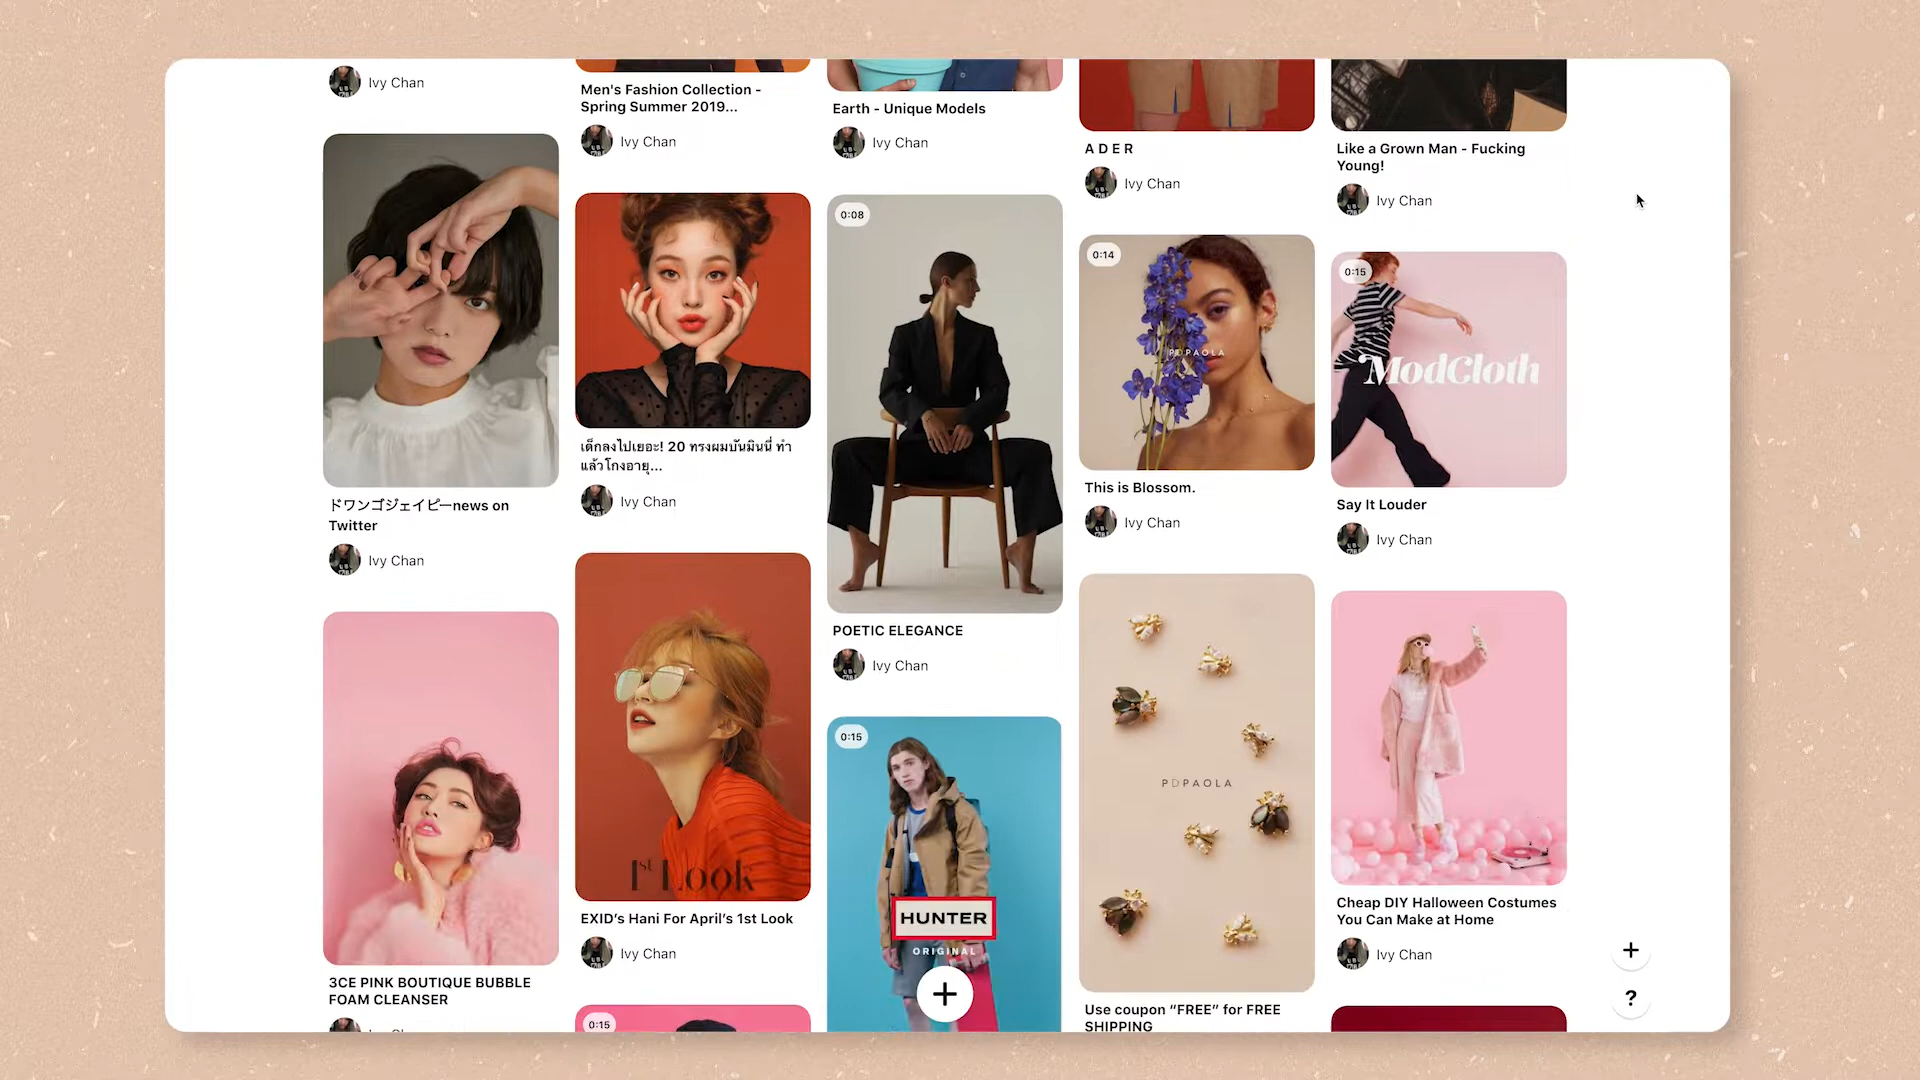 Ivy Chan
ドワンゴジェイピーnews on
Twitter
Ivy Chan
3CE PINK BOUTIQUE BUBBLE
FOAM CLEANSER
Men's Fashion Collection -
Spring Summer 2019...
Ivy Chan
เด็กลงไปเยอะ! 20 ทรงผมบันมินนี่ ทำ
แล้วโกงอายุ...
Ivy Chan
1st Look
EXID's Hani For April's 1st Look
Ivy Chan
0:15
Earth - Unique Models
Ivy Chan
0:08
POETIC ELEGANCE
Ivy Chan
0:15
HUNTER
ORIGINAL
A D E R
Ivy Chan
0:14
PDPAOLA
This is Blossom.
Ivy Chan
PDPAOLA
Use coupon “FREE” for FREE
SHIPPING
Like a Grown Man - Fucking
Young!
Ivy Chan
0:15
ModCloth
Say It Louder
Ivy Chan
Cheap DIY Halloween Costumes
You Can Make at Home
Ivy Chan
?